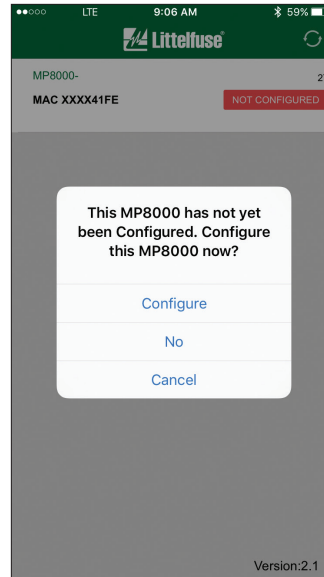 LTE 9:06 AM 59%
Littelfuse®
MP8000-
MAC XXXX41FE NOT CONFIGURED
This MP8000 has not yet
been Configured. Configure
this MP8000 now?
Configure
No
Cancel
Version:2.1